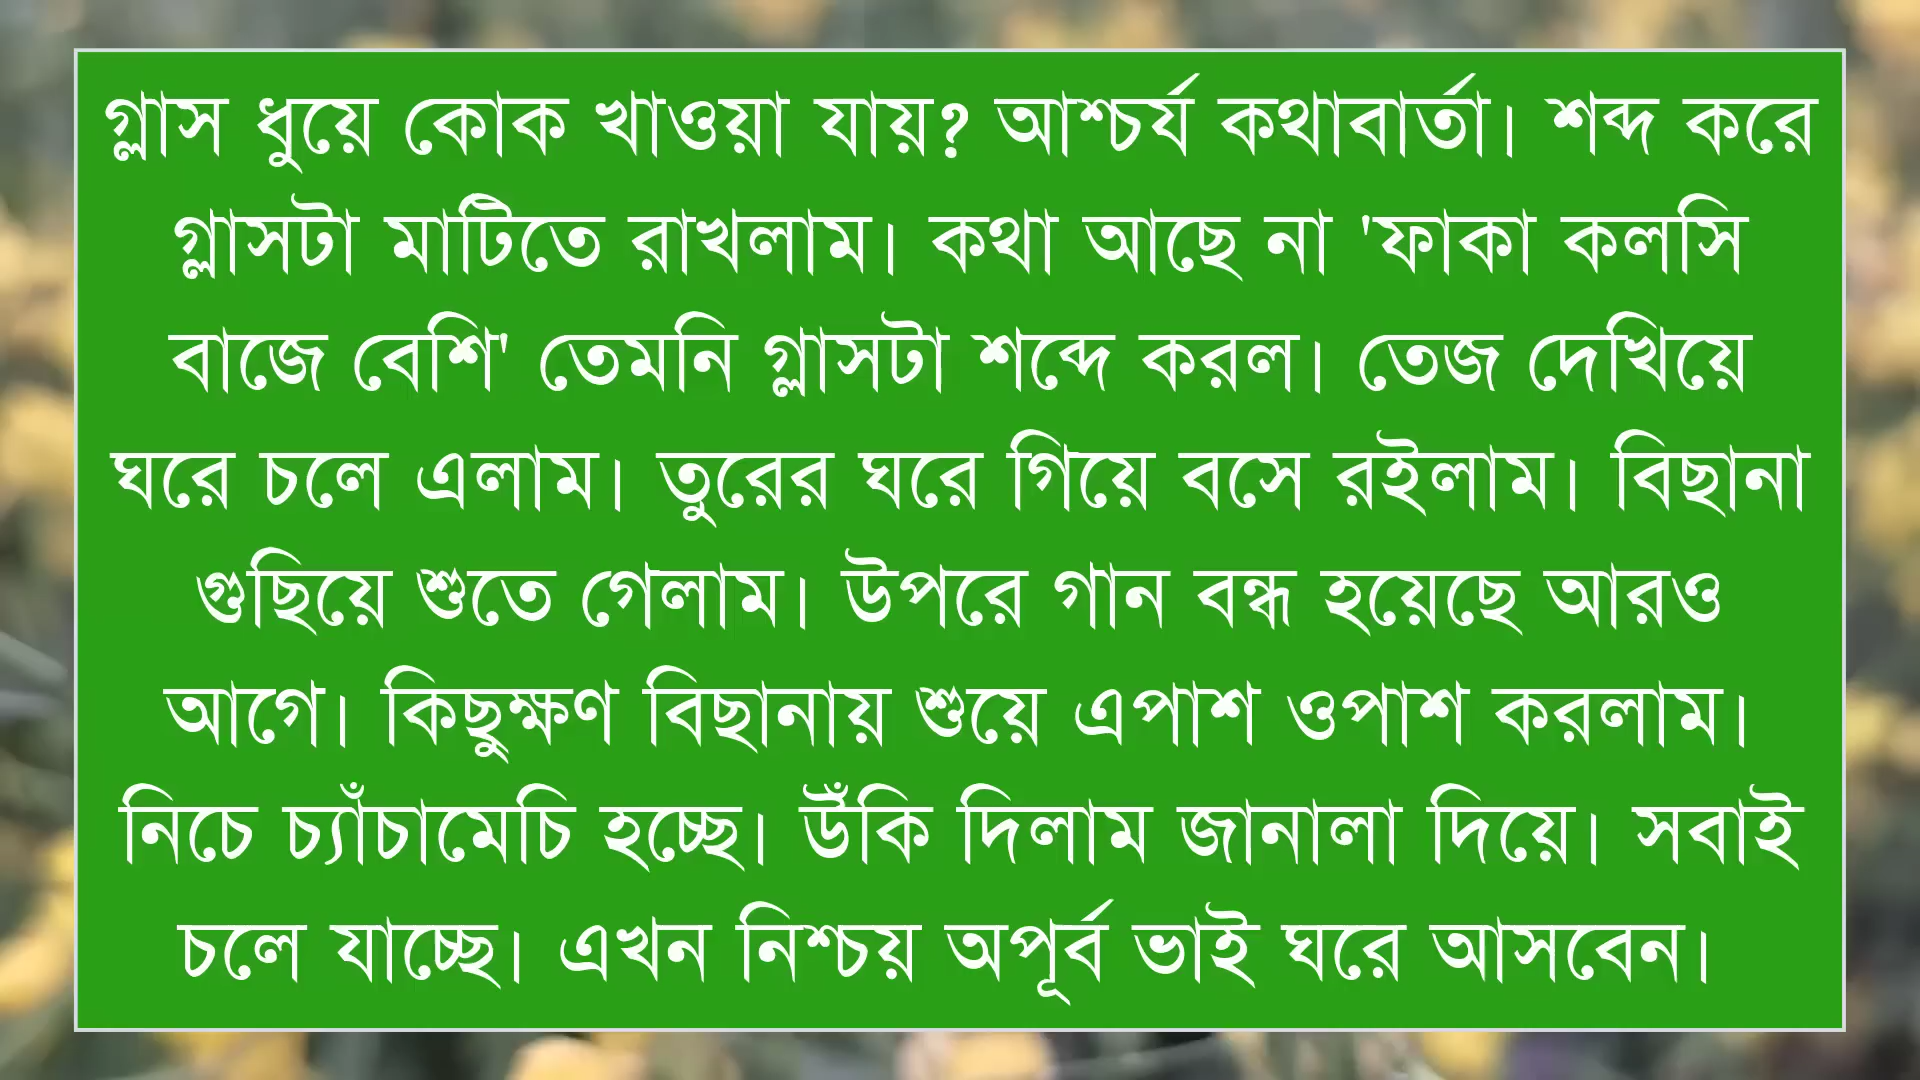 গ্লাস ধুয়ে কোক খাওয়া যায়? আশ্চর্য কথাবার্তা। শব্দ করে
গ্লাসটা মাটিতে রাখলাম। কথা আছে না 'ফাকা কলসি
বাজে বেশি' তেমনি গ্লাসটা শব্দে করল। তেজ দেখিয়ে
ঘরে চলে এলাম। তুরের ঘরে গিয়ে বসে রইলাম। বিছানা
গুছিয়ে শুতে গেলাম। উপরে গান বন্ধ হয়েছে আরও
আগে। কিছুক্ষণ বিছানায় শুয়ে এপাশ ওপাশ করলাম।
নিচে চ্যাঁচামেচি হচ্ছে। উঁকি দিলাম জানালা দিয়ে। সবাই
চলে যাচ্ছে। এখন নিশ্চয় অপূর্ব ভাই ঘরে আসবেন।